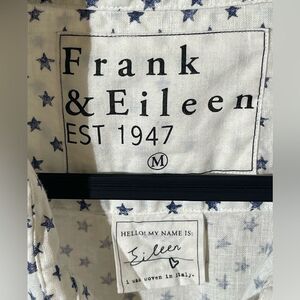 Frank
& Eileen
EST 1947
M
HELLO! MY NAME IS:
Eileen
I was woven in Italy.